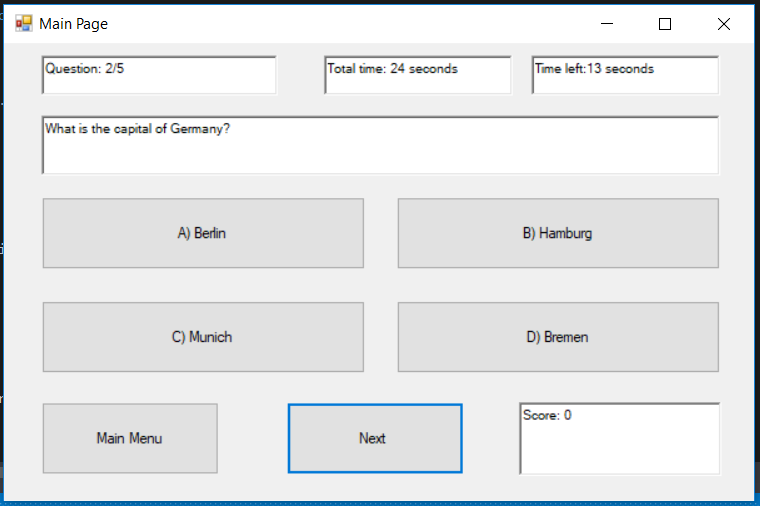 Main Page
Question: 2/5
Total time: 24 seconds
Time left:13 seconds
What is the capital of Germany?
A) Berlin
B) Hamburg
C) Munich
D) Bremen
Main Menu
Next
Score: 0